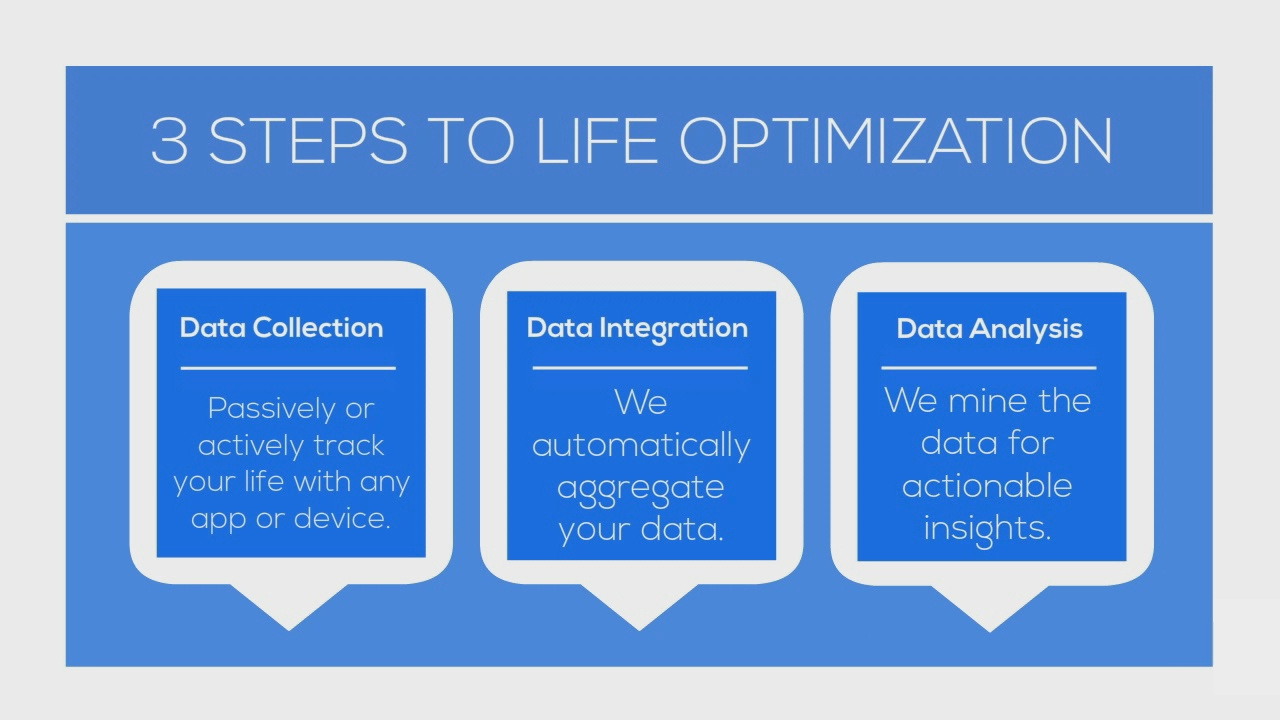 3 STEPS TO LIFE OPTIMIZATION
Data Collection
Passively or
actively track
your life with any
app or device.
Data Integration
We
automatically
aggregate
your data.
Data Analysis
We mine the
data for
actionable
insights.